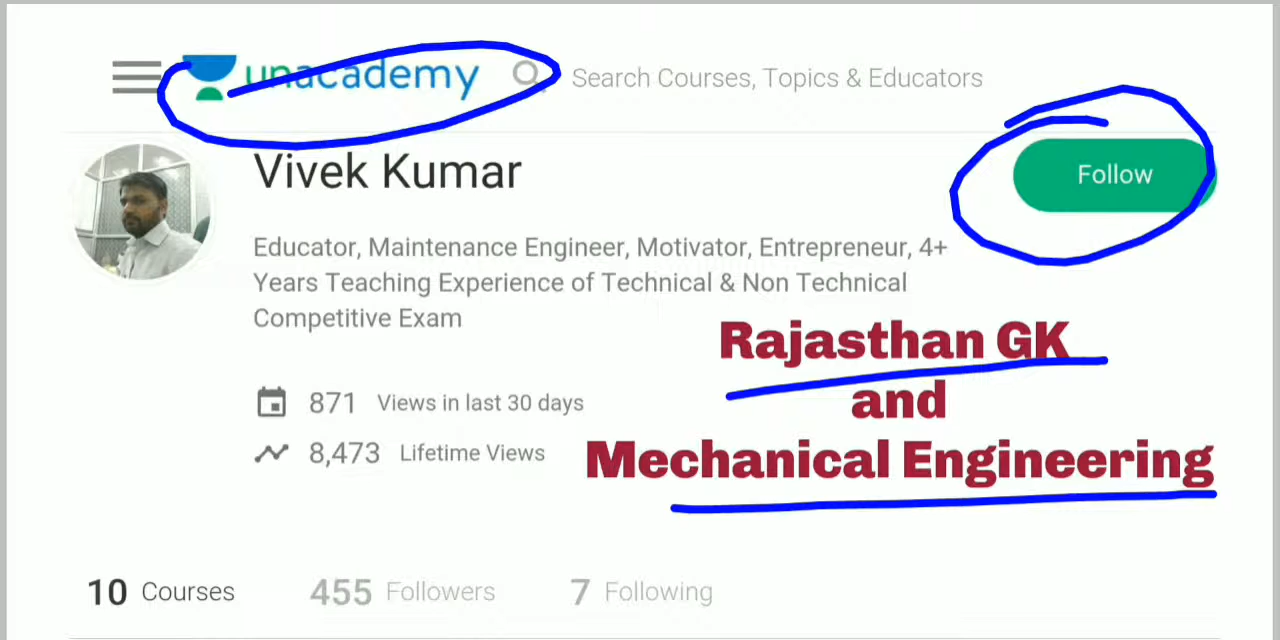 unacademy
Search Courses, Topics & Educators
Vivek Kumar
Follow
Educator, Maintenance Engineer, Motivator, Entrepreneur, 4+
Years Teaching Experience of Technical & Non Technical
Competitive Exam
Rajasthan GK
and
Mechanical Engineering
871 Views in last 30 days
8,473 Lifetime Views
10 Courses 455 Followers 7 Following